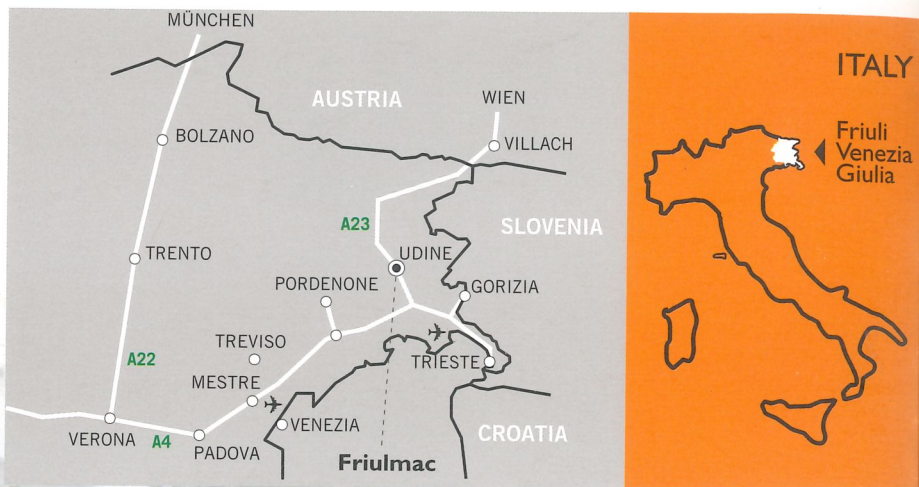 MÜNCHEN
AUSTRIA
WIEN
BOLZANO
VILLACH
A23
SLOVENIA
TRENTO
UDINE
PORDENONE
GORIZIA
TREVISO
A22
MESTRE
TRIESTE
VENEZIA
VERONA
A4
PADOVA
CROATIA
Friulmac
ITALY
Friuli
Venezia
Giulia